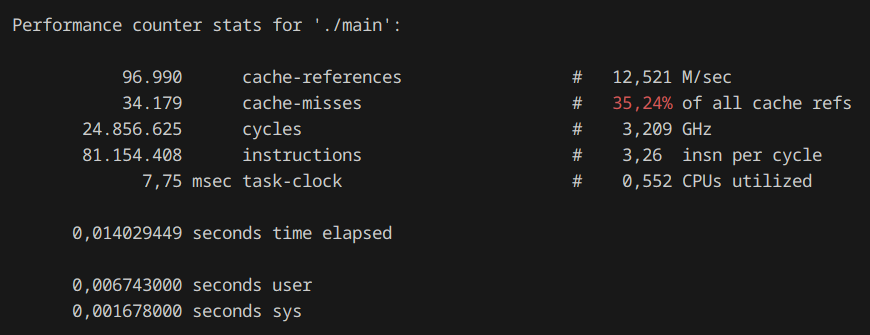 Performance counter stats for './main':
96.990 cache-references # 12,521 M/sec
34.179 cache-misses # 35,24% of all cache refs
24.856.625 cycles # 3,209 GHz
81.154.408 instructions # 3,26 insn per cycle
7,75 msec task-clock # 0,552 CPUs utilized
0,014029449 seconds time elapsed
0,006743000 seconds user
0,001678000 seconds sys